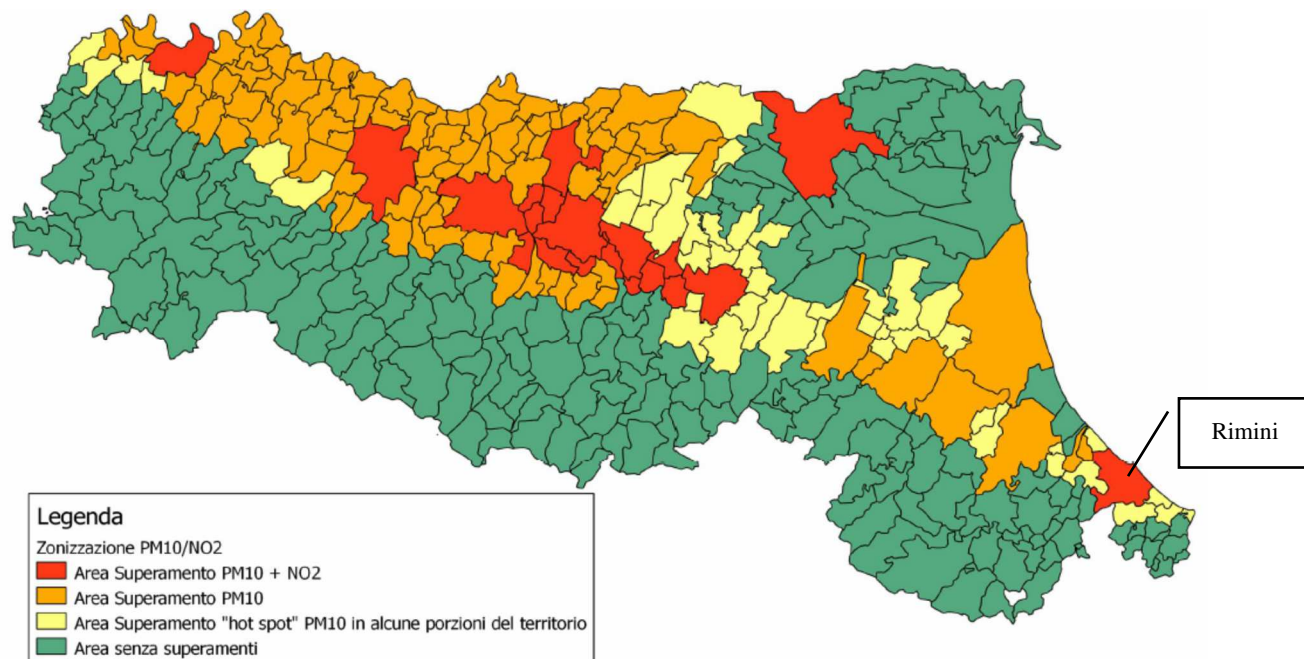 Rimini
Legenda
Zonizzazione PM10/NO2
Area Superamento PM10 + NO2
Area Superamento PM10
Area Superamento "hot spot" PM10 in alcune porzioni del territorio
Area senza superamenti